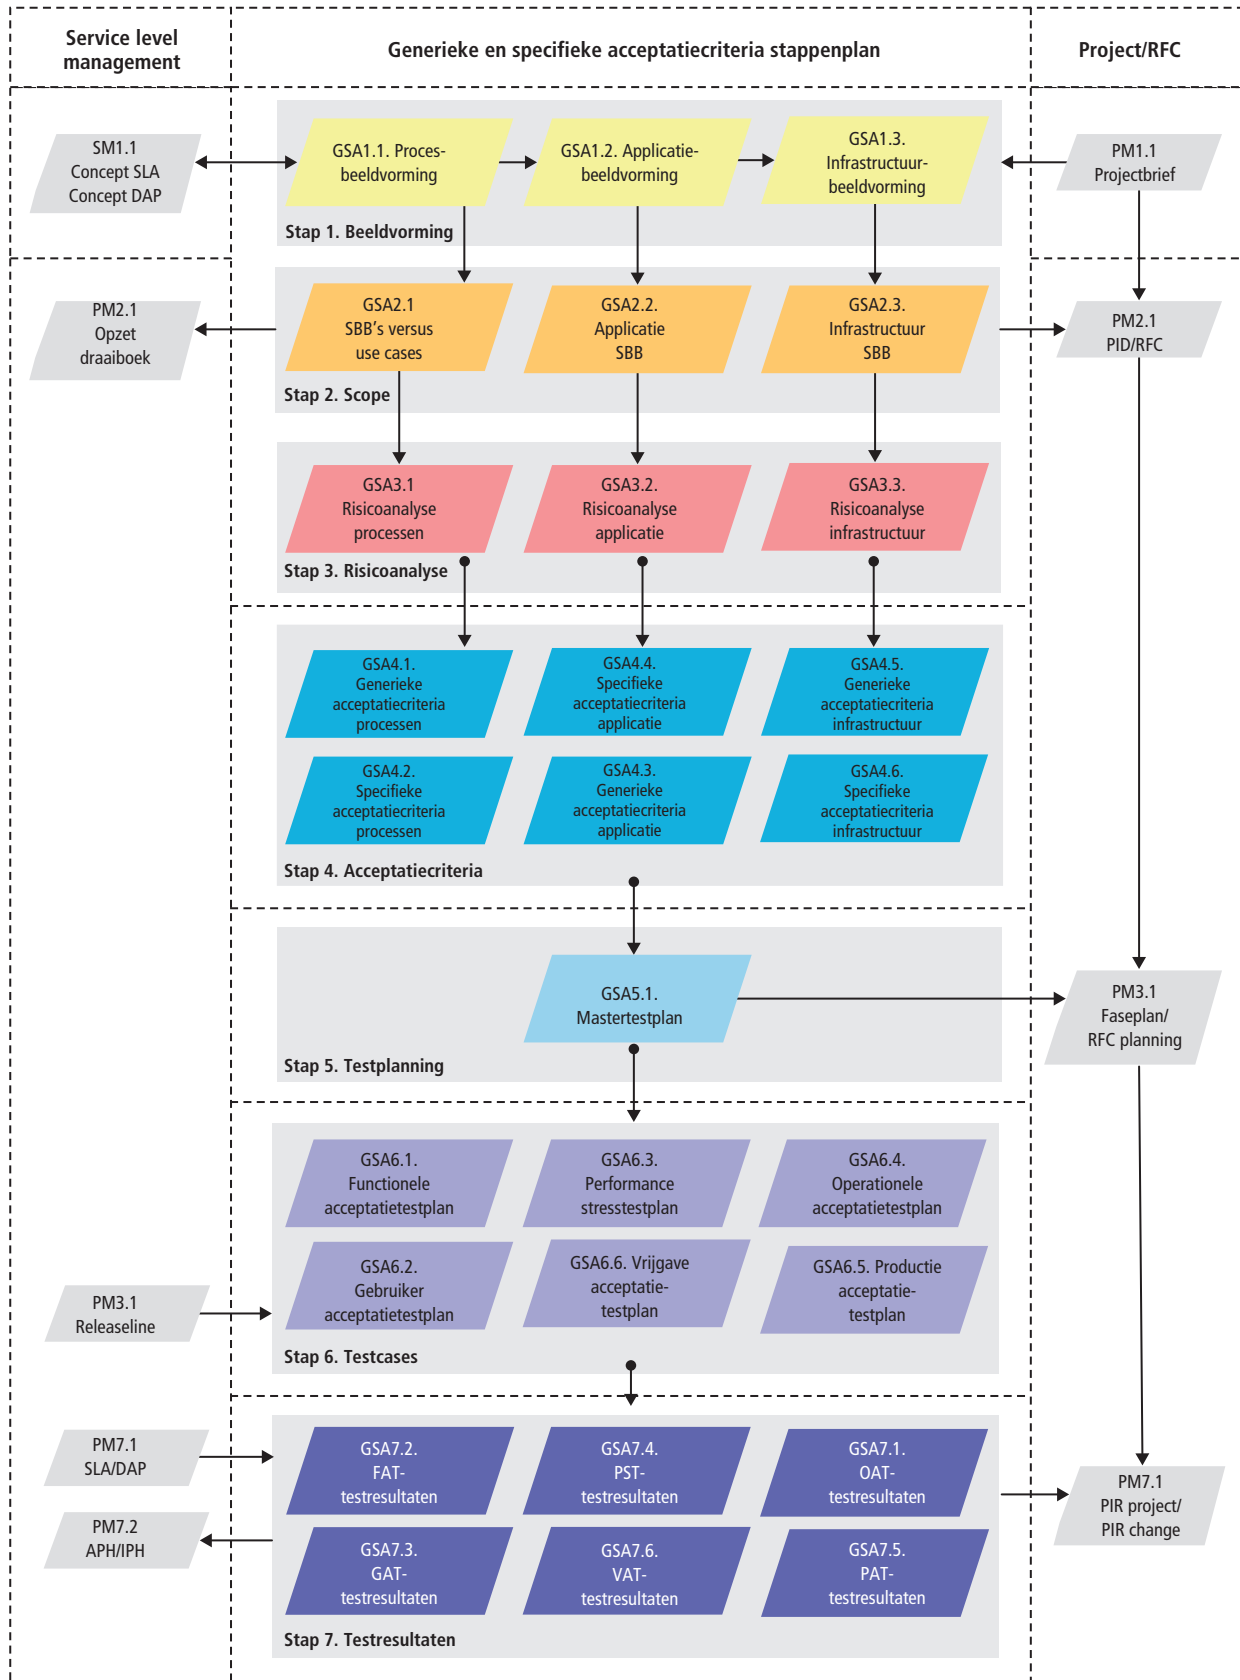 Service level
management
Generieke en specifieke acceptatiecriteria stappenplan
Project/RFC
SM1.1
Concept SLA
Concept DAP
GSA1.1. Proces-
beeldvorming
GSA1.2. Applicatie-
beeldvorming
GSA1.3.
Infrastructuur-
beeldvorming
PM1.1
Projectbrief
Stap 1. Beeldvorming
PM2.1
Opzet
draaiboek
GSA2.1
SBB's versus
use cases
GSA2.2.
Applicatie
SBB
GSA2.3.
Infrastructuur
SBB
PM2.1
PID/RFC
Stap 2. Scope
GSA3.1
Risicoanalyse
processen
GSA3.2.
Risicoanalyse
applicatie
GSA3.3.
Risicoanalyse
infrastructuur
Stap 3. Risicoanalyse
GSA4.1.
Generieke
acceptatiecriteria
processen
GSA4.4.
Specifieke
acceptatiecriteria
applicatie
GSA4.5.
Generieke
acceptatiecriteria
infrastructuur
GSA4.2.
Specifieke
acceptatiecriteria
processen
GSA4.3.
Generieke
acceptatiecriteria
applicatie
GSA4.6.
Specifieke
acceptatiecriteria
infrastructuur
Stap 4. Acceptatiecriteria
GSA5.1.
Mastertestplan
PM3.1
Faseplan/
RFC planning
Stap 5. Testplanning
GSA6.1.
Functionele
acceptatietestplan
GSA6.3.
Performance
stresstestplan
GSA6.4.
Operationele
acceptatietestplan
PM3.1
Releaseline
GSA6.2.
Gebruiker
acceptatietestplan
GSA6.6. Vrijgave
acceptatie-
testplan
GSA6.5. Productie
acceptatie-
testplan
Stap 6. Testcases
PM7.1
SLA/DAP
GSA7.2.
FAT-
testresultaten
GSA7.4.
PST-
testresultaten
GSA7.1.
OAT-
testresultaten
PM7.1
PIR project/
PIR change
PM7.2
APH/IPH
GSA7.3.
GAT-
testresultaten
GSA7.6.
VAT-
testresultaten
GSA7.5.
PAT-
testresultaten
Stap 7. Testresultaten